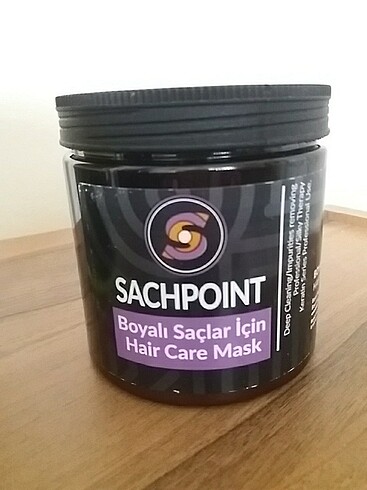 SACHPOINT
Boyalı Saçlar İçin
Hair Care Mask
Deep Cleaning/Impurities removing
Professional/Silky Therapy
Keratin Series Professional Use.